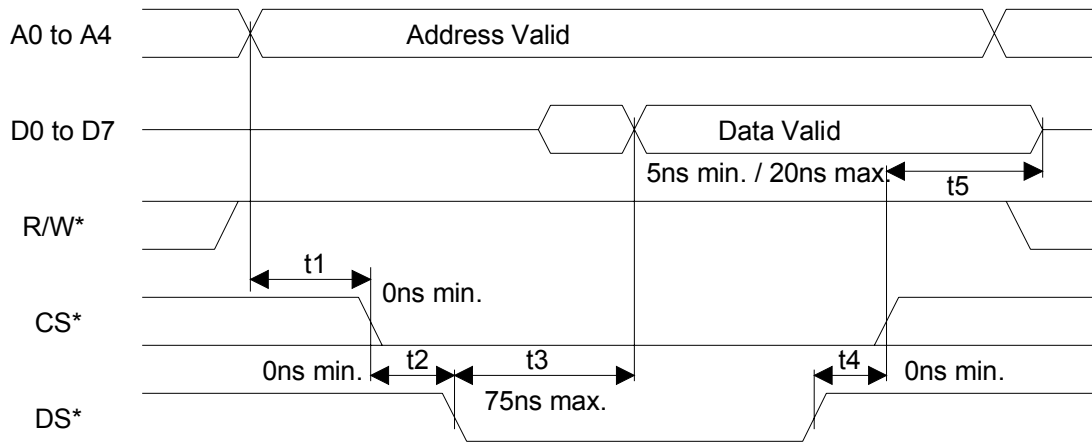 A0 to A4
Address Valid
D0 to D7
Data Valid
5ns min. / 20ns max.
t5
R/W*
t1
0ns min.
CS*
0ns min.
t2
t3
t4
0ns min.
75ns max.
DS*